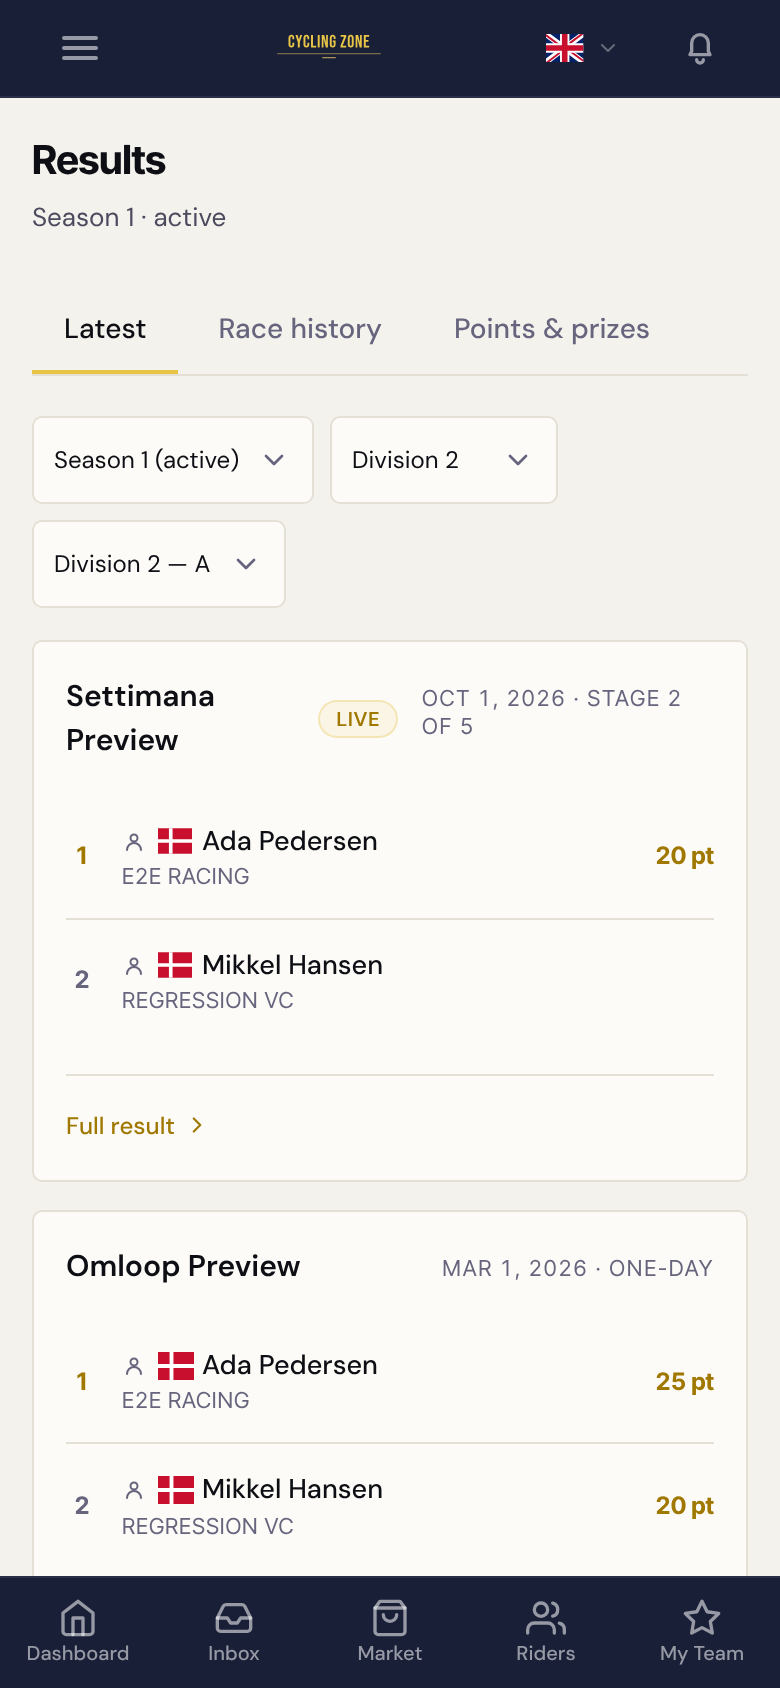 CYCLING ZONE
Results
Season 1 · active
Latest
Race history
Points & prizes
Season 1 (active)
Division 2
Division 2 — A
Settimana
Preview
LIVE
OCT 1, 2026 · STAGE 2
OF 5
1
Ada Pedersen
20 pt
E2E RACING
2
Mikkel Hansen
REGRESSION VC
Full result
Omloop Preview
MAR 1, 2026 · ONE-DAY
1
Ada Pedersen
25 pt
E2E RACING
2
Mikkel Hansen
20 pt
REGRESSION VC
Dashboard
Inbox
Market
Riders
My Team